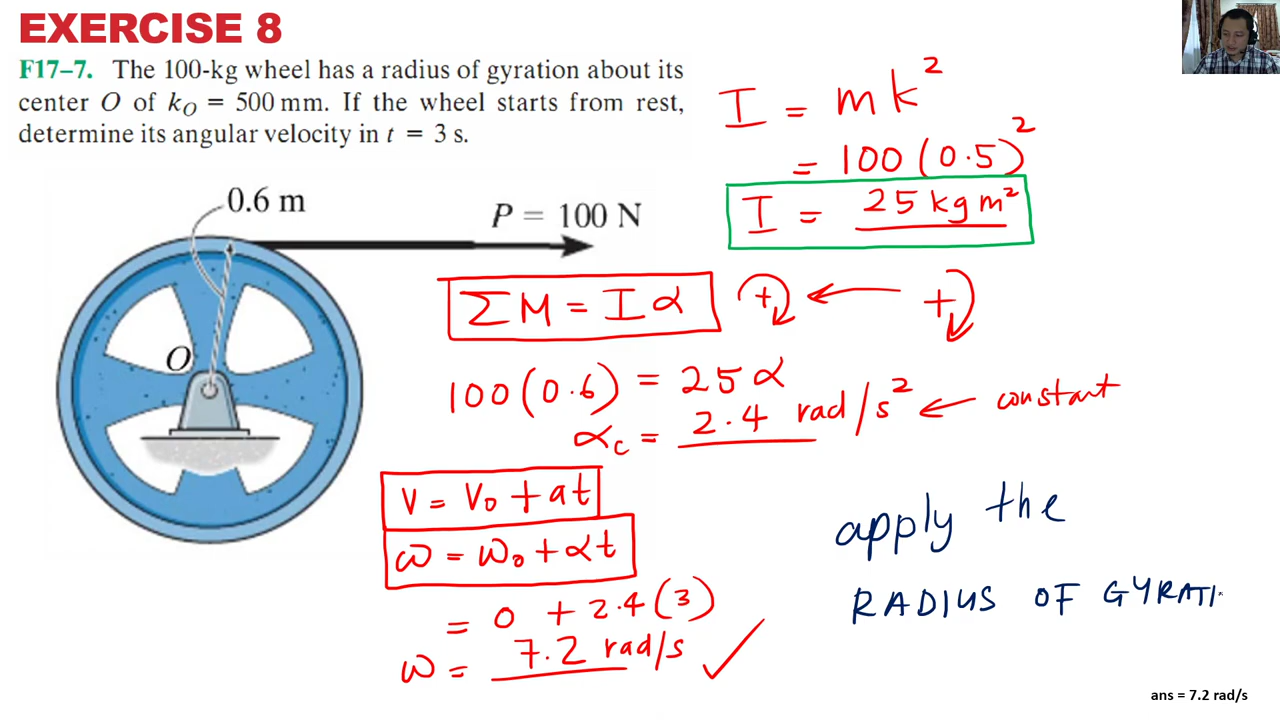 EXERCISE 8
F17–7. The 100-kg wheel has a radius of gyration about its
center O of kO = 500 mm. If the wheel starts from rest,
determine its angular velocity in t = 3 s.
0.6 m
P = 100 N
O
I = mk²
= 100 (0.5)²
I = 25 kg m²
ΣM = Iα
+
+
100(0.6) = 25α
αc = 2.4 rad/s² ← constant
V = V₀ + at
ω = ω₀ + αt
= 0 + 2.4(3)
ω = 7.2 rad/s ✓
apply the
RADIUS OF GYRATI
ans = 7.2 rad/s